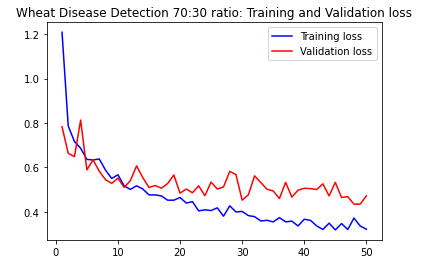 Wheat Disease Detection 70:30 ratio: Training and Validation loss
Training loss
Validation loss
1.2
1.0
0.8
0.6
0.4
0 10 20 30 40 50